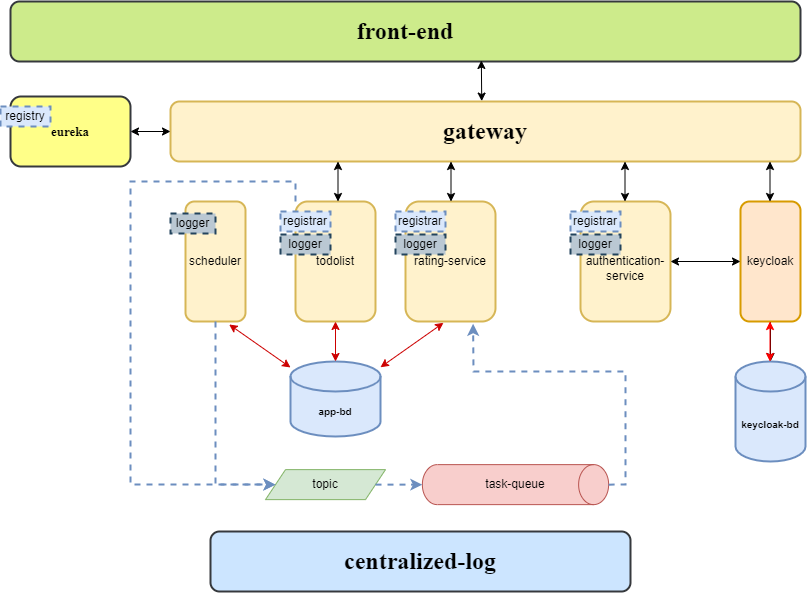 front-end
registry
eureka
gateway
logger
scheduler
registrar
logger
todolist
registrar
logger
rating-service
registrar
logger
authentication-
service
keycloak
app-bd
keycloak-bd
topic
task-queue
centralized-log